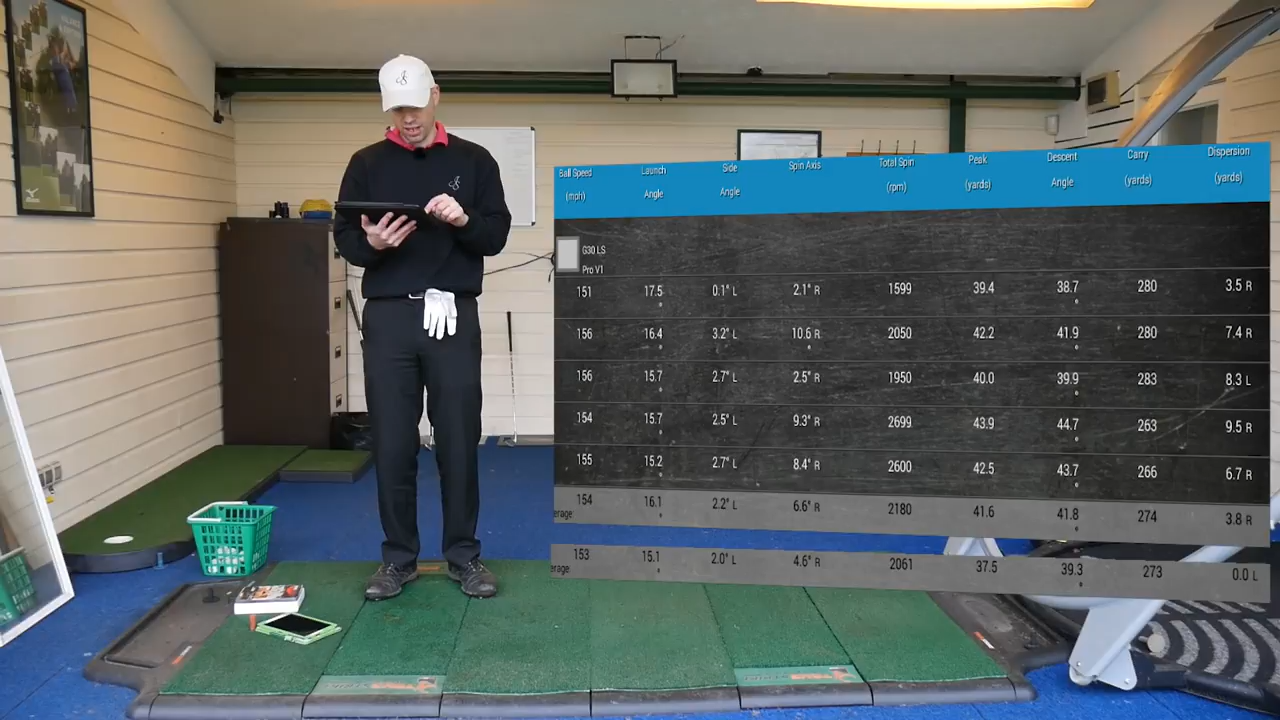 Ball Speed Launch Side Spin Axis Total Spin Peak Descent Carry Dispersion
(mph) Angle Angle (rpm) (yards) Angle (yards) (yards)
G30 LS
Pro V1
151 17.5° 0.1° L 2.1° R 1599 39.4 38.7° 280 3.5 R
156 16.4° 3.2° L 10.6° R 2050 42.2 41.9° 280 7.4 R
156 15.7° 2.7° L 2.5° R 1950 40.0 39.9° 283 8.3 L
154 15.7° 2.5° L 9.3° R 2699 43.9 44.7° 263 9.5 R
155 15.2° 2.7° L 8.4° R 2600 42.5 43.7° 266 6.7 R
erage 154 16.1° 2.2° L 6.6° R 2180 41.6 41.8° 274 3.8 R
erage 153 15.1° 2.0° L 4.6° R 2061 37.5 39.3° 273 0.0 L